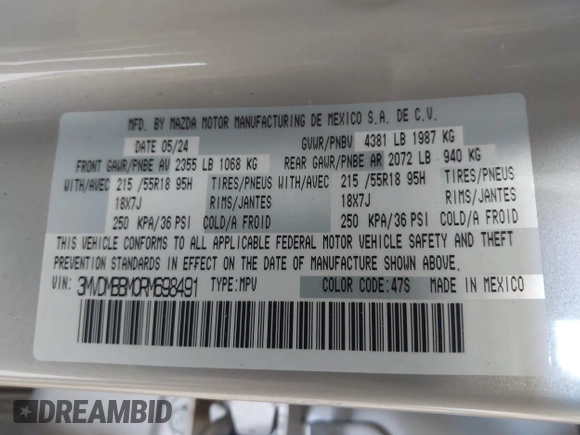 MFD. BY MAZDA MOTOR MANUFACTURING DE MEXICO S.A. DE C.V.
DATE 05/24 GVWR/PNBV 4381 LB 1987 KG
FRONT GAWR/PNBE AV 2355 LB 1068 KG REAR GAWR/PNBE AR 2072 LB 940 KG
WITH/AVEC 215 /55R18 95H TIRES/PNEUS WITH/AVEC 215 /55R18 95H TIRES/PNEUS
18X7J RIMS/JANTES 18X7J RIMS/JANTES
250 KPA/36 PSI COLD/A FROID 250 KPA/36 PSI COLD/A FROID
THIS VEHICLE CONFORMS TO ALL APPLICABLE FEDERAL MOTOR VEHICLE SAFETY AND THEFT
PREVENTION STANDARDS IN EFFECT ON THE DATE OF MANUFACTURE SHOWN ABOVE.
VIN: 3MVDMBBM0RM698491 TYPE:MPV COLOR CODE:47S MADE IN MEXICO
DREAMBID